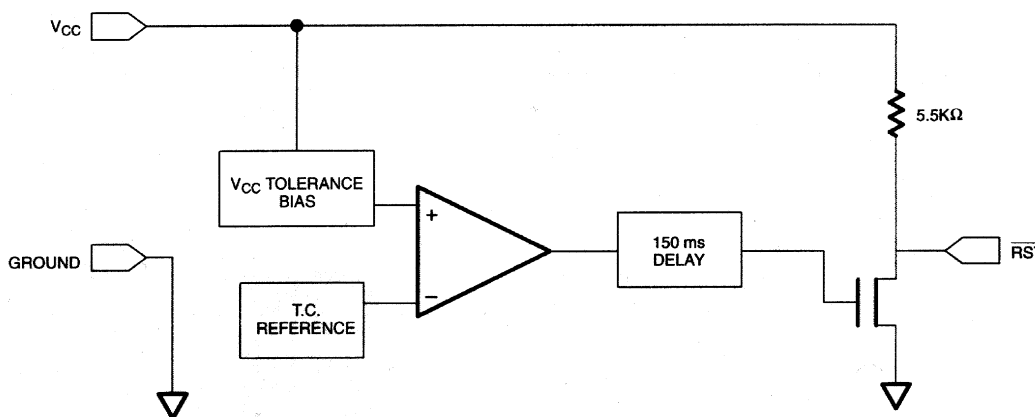 VCC
5.5KΩ
VCC TOLERANCE
BIAS
+
150 ms
DELAY
GROUND
RST
−
T.C.
REFERENCE